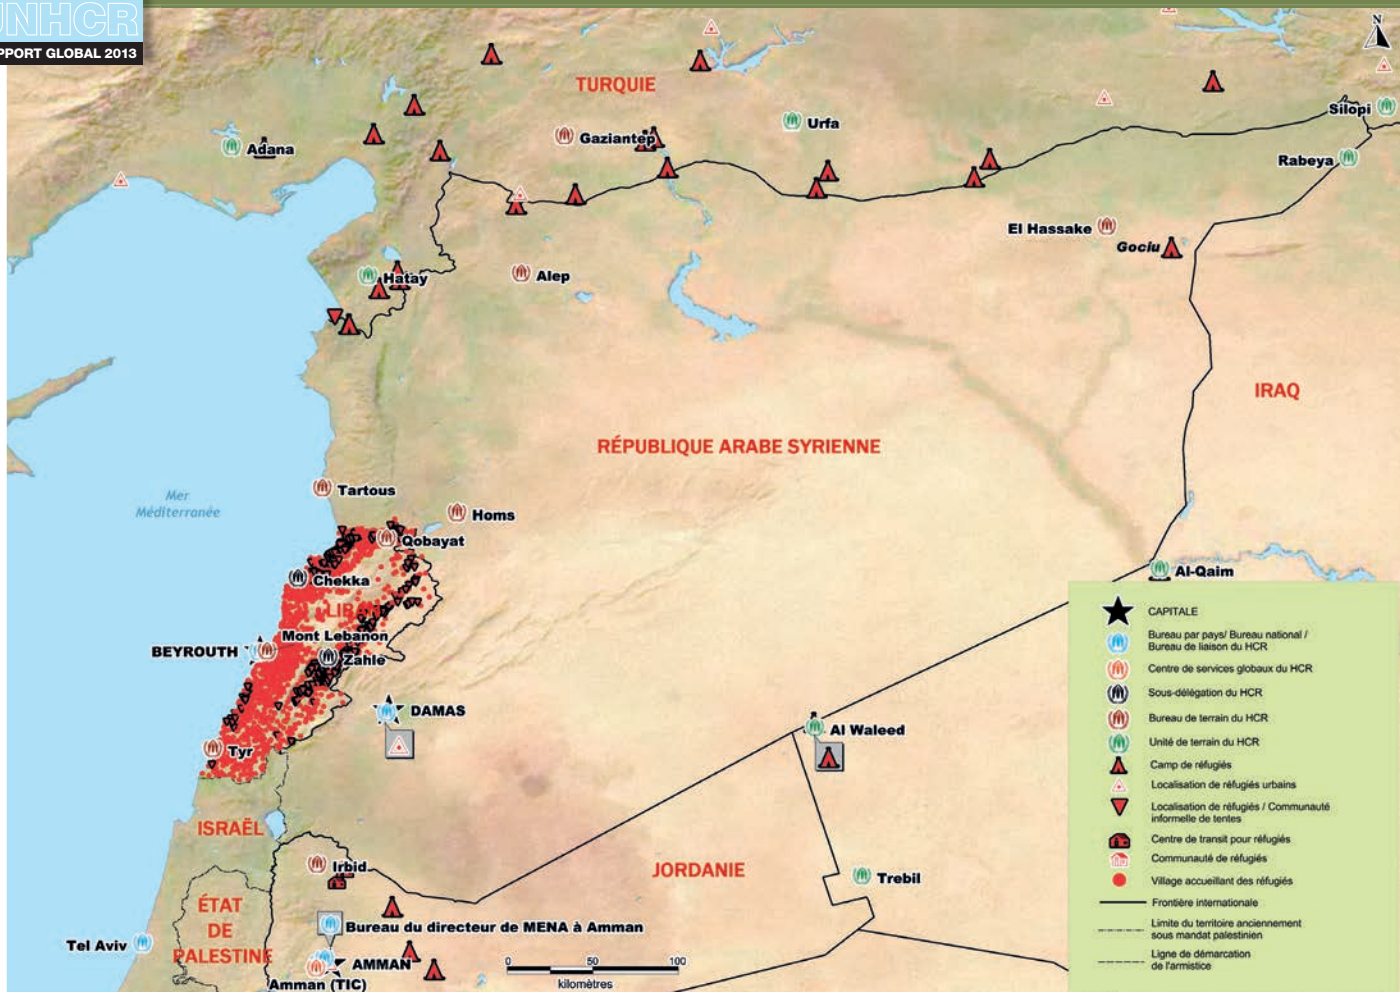 UNHCR
PPORT GLOBAL 2013
N
TURQUIE
Silopi
Urfa
Gaziantep
Adana
Rabeya
El Hassake
Gociu
Hatay
Alep
IRAQ
RÉPUBLIQUE ARABE SYRIENNE
Tartous
Mer
Méditerranée
Homs
Qobayat
Al-Qaim
Chekka
LIBAN
Mont Lebanon
BEYROUTH
Zahle
DAMAS
Al Waleed
Tyr
ISRAËL
Irbid
JORDANIE
Trebil
ÉTAT
DE
PALESTINE
Bureau du directeur de MENA à Amman
Tel Aviv
AMMAN
Amman (TIC)
0 50 100
kilomètres
CAPITALE
Bureau par pays/ Bureau national /
Bureau de liaison du HCR
Centre de services globaux du HCR
Sous-délégation du HCR
Bureau de terrain du HCR
Unité de terrain du HCR
Camp de réfugiés
Localisation de réfugiés urbains
Localisation de réfugiés / Communauté
informelle de tentes
Centre de transit pour réfugiés
Communauté de réfugiés
Village accueillant des réfugiés
Frontière internationale
Limite du territoire anciennement
sous mandat palestinien
Ligne de démarcation
de l'armistice